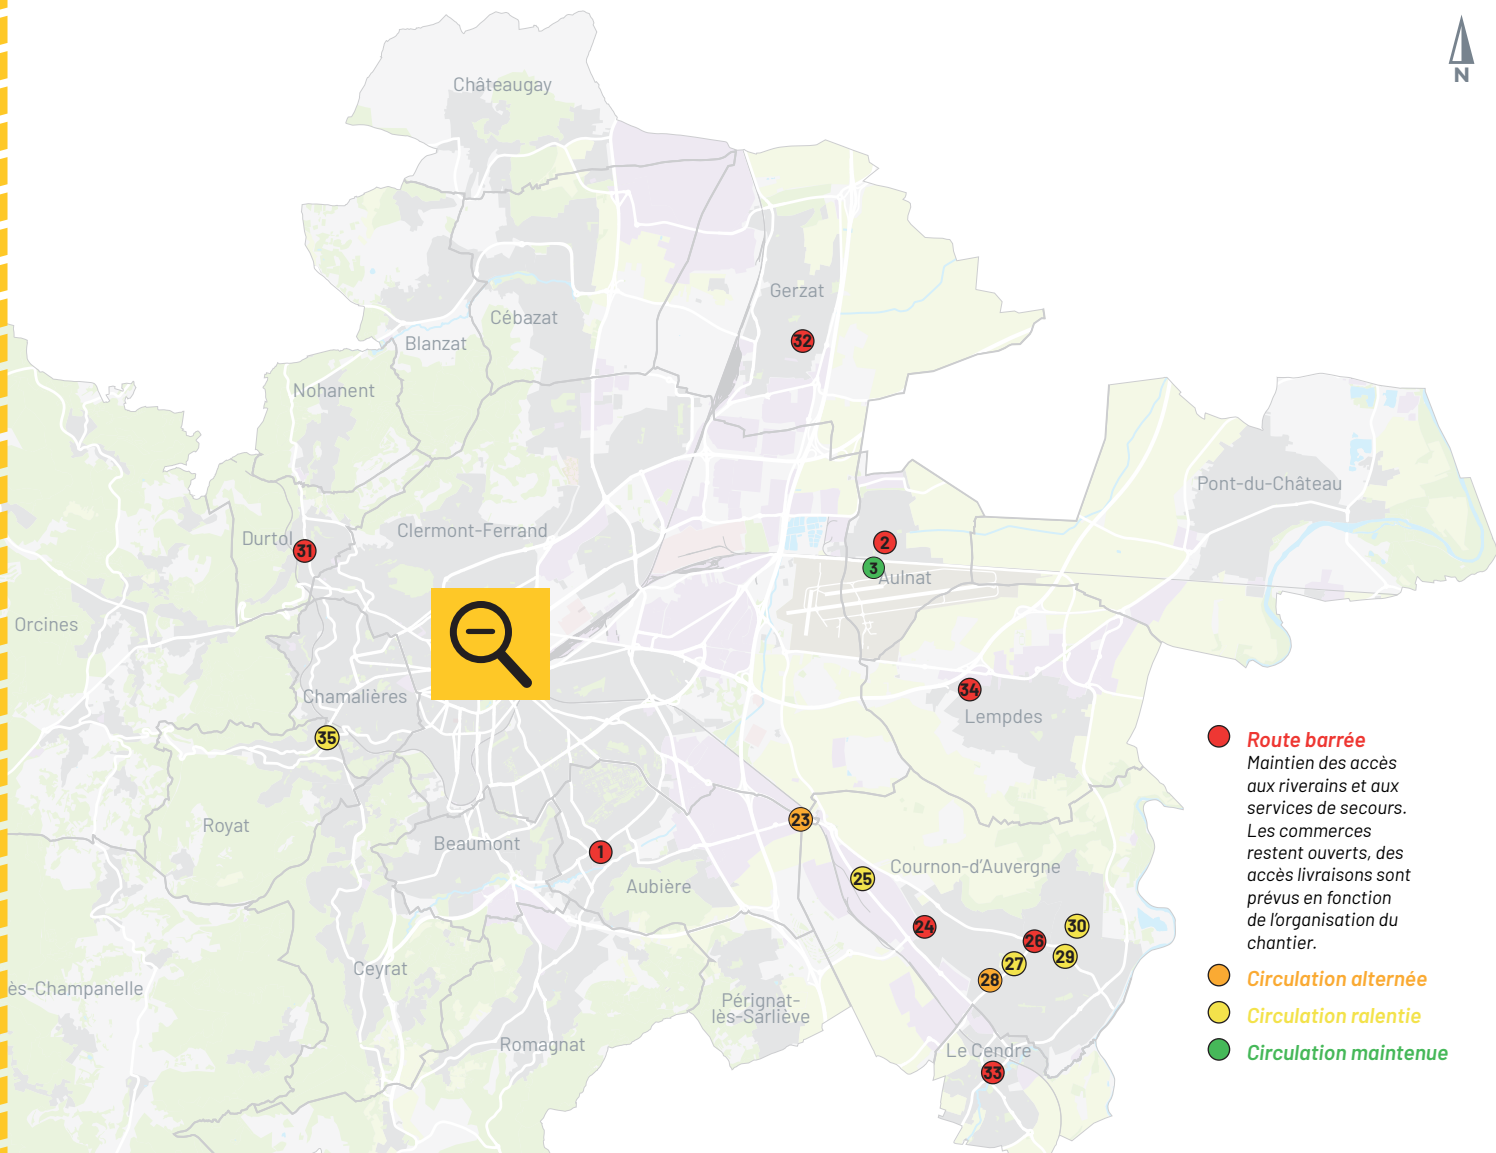 N
Châteaugay
Gerzat
Cébazat
32
Blanzat
Nohanent
Pont-du-Château
Clermont-Ferrand
Durtol
31
2
3
Aulnat
Orcines
Chamalières
34
Lempdes
35
23
Royat
Beaumont
1
Aubière
Cournon-d’Auvergne
25
24
30
26
29
27
28
Ceyrat
ès-Champanelle
Pérignat-
lès-Sarliève
Romagnat
Le Cendre
33
Route barrée
Maintien des accès
aux riverains et aux
services de secours.
Les commerces
restent ouverts, des
accès livraisons sont
prévus en fonction
de l’organisation du
chantier.
Circulation alternée
Circulation ralentie
Circulation maintenue